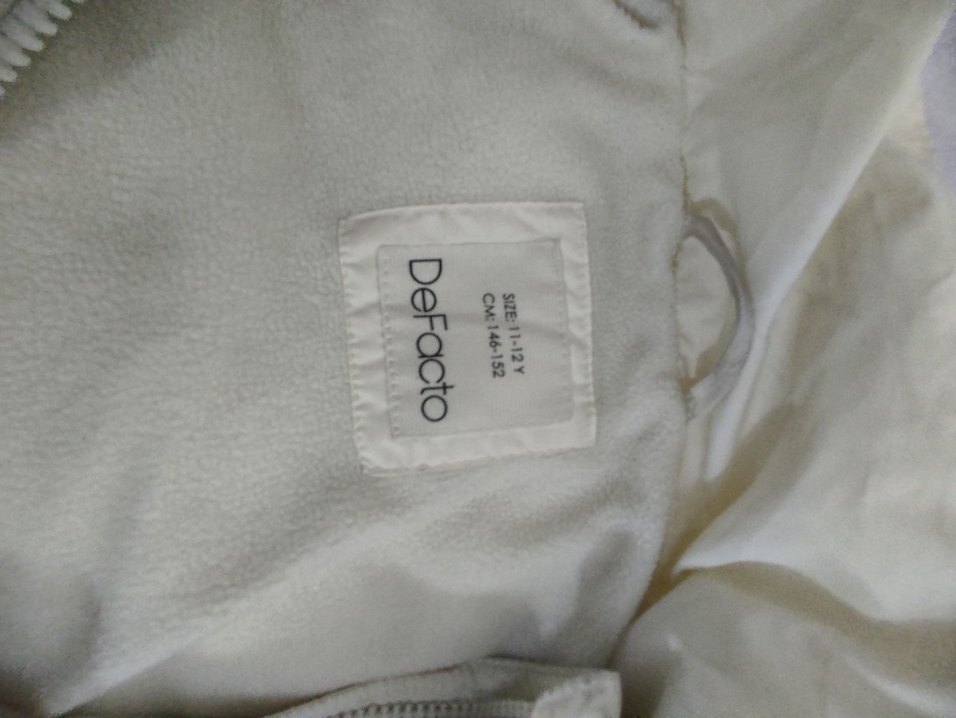 SIZE: 11-12 Y
CM: 146-152
DeFacto